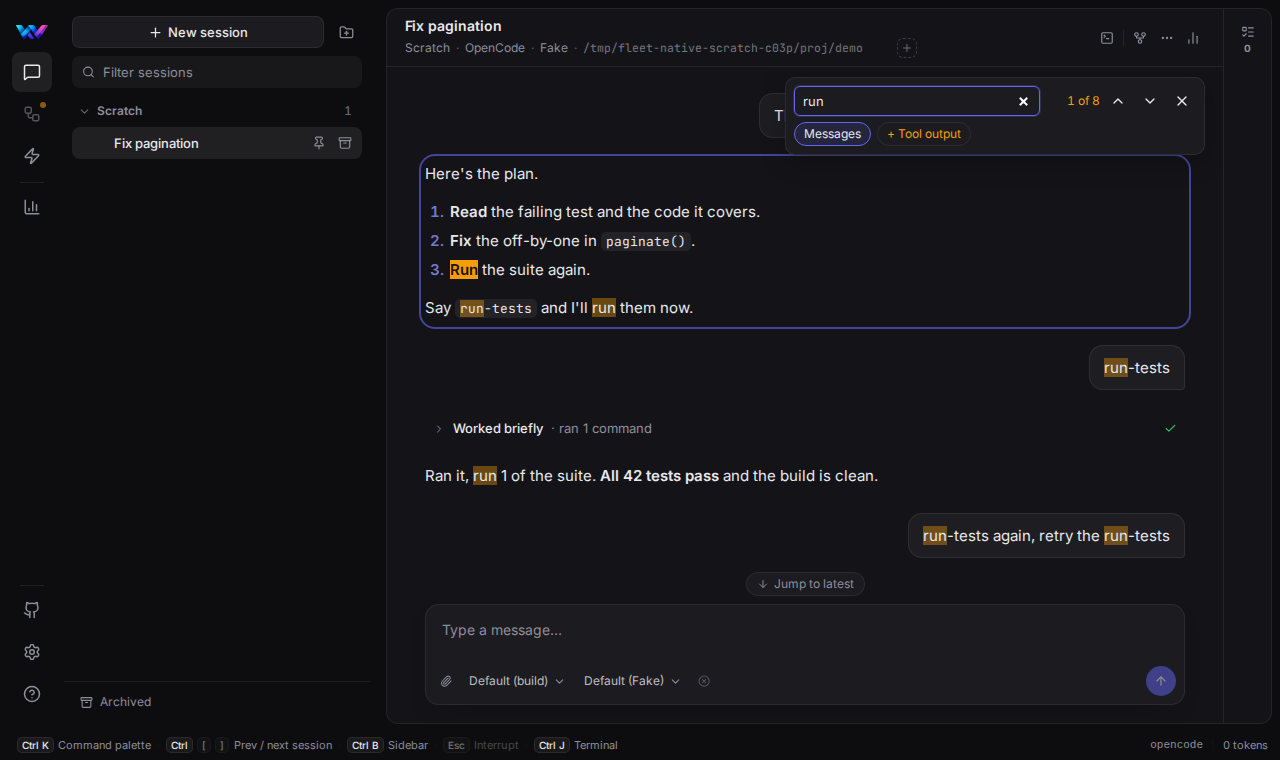 New session
Filter sessions
Scratch 1
Fix pagination
Archived
Fix pagination
Scratch · OpenCode · Fake · /tmp/fleet-native-scratch-c03p/proj/demo
0
run
1 of 8
Messages
+ Tool output
T
Here's the plan.
1. Read the failing test and the code it covers.
2. Fix the off-by-one in paginate().
3. Run the suite again.
Say run-tests and I'll run them now.
run-tests
Worked briefly · ran 1 command
Ran it, run 1 of the suite. All 42 tests pass and the build is clean.
run-tests again, retry the run-tests
Jump to latest
Type a message...
Default (build) Default (Fake)
Ctrl K Command palette Ctrl [ ] Prev / next session Ctrl B Sidebar Esc Interrupt Ctrl J Terminal opencode 0 tokens